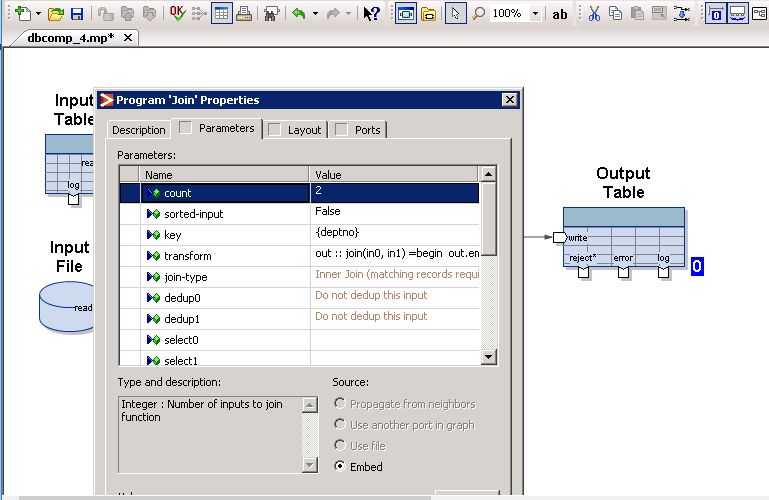 OK
100%
ab
0
dbcomp_4.mp*
Input
Table
rea
log
Input
File
read
Program 'Join' Properties
Description
Parameters
Layout
Ports
Parameters:
Name Value
count 2
sorted-input False
key {deptno}
transform out :: join(in0, in1) =begin out.en
join-type Inner Join (matching records requi
dedup0 Do not dedup this input
dedup1 Do not dedup this input
select0
select1
Type and description:
Integer : Number of inputs to join
function
Source:
Propagate from neighbors
Use another port in graph
Use file
Embed
Output
Table
write
reject* error log
0